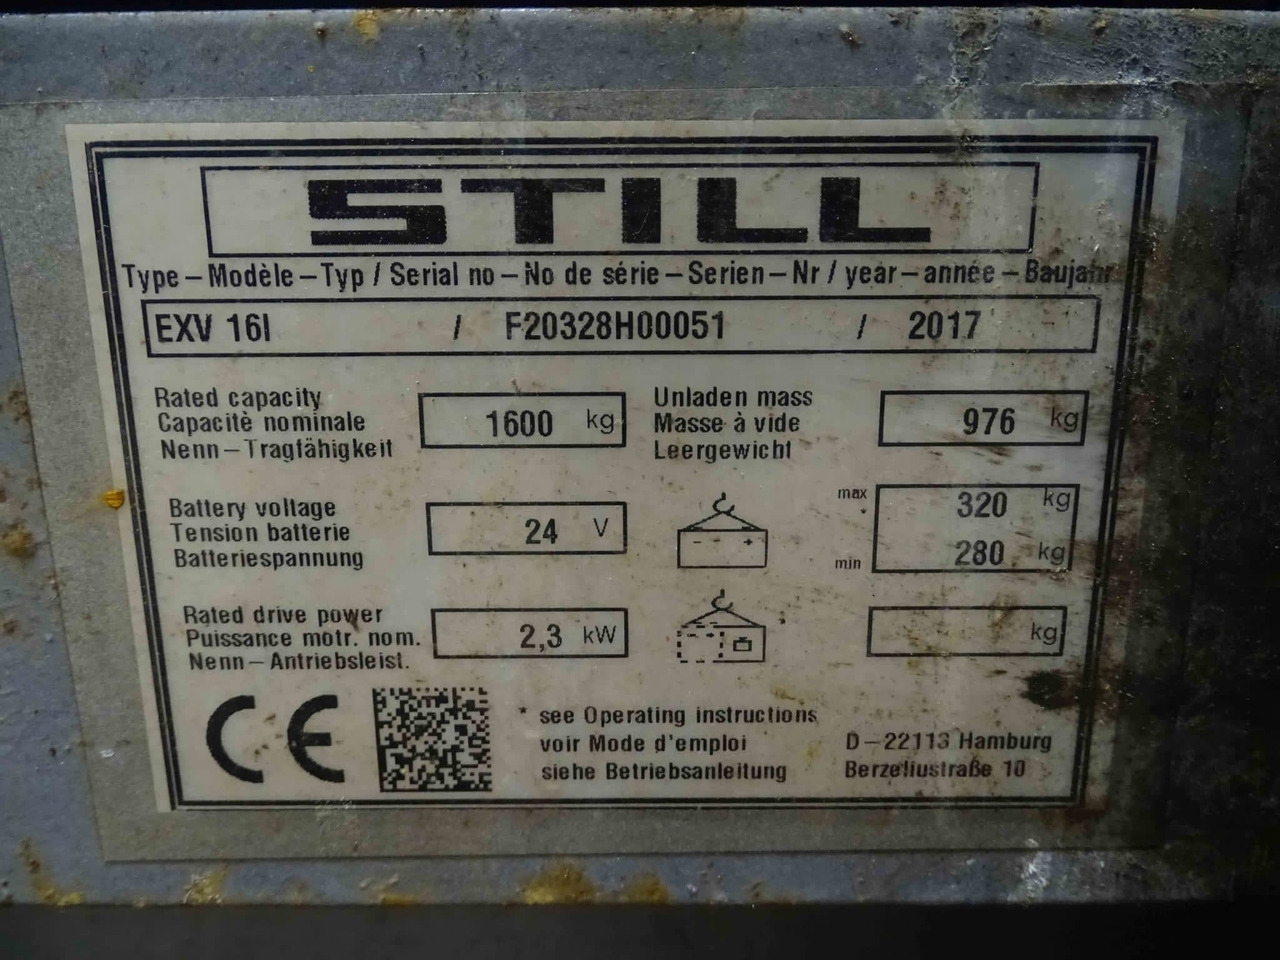 STILL
Type – Modèle – Typ / Serial no – No de série – Serien – Nr / year – année – Baujahr
EXV 16I / F20328H00051 / 2017
Rated capacity
Capacitè nominale
Nenn – Tragfähigkeit
1600 kg
Unladen mass
Masse à vide
Leergewicht
976 kg
Battery voltage
Tension batterie
Batteriespannung
24 V
- +
max
*
min
320 kg
280 kg
Rated drive power
Puissance motr. nom.
Nenn – Antriebsleist.
2,3 kW
*
kg
CE
* see Operating instructions
voir Mode d'emploi
siehe Betriebsanleitung
D – 22113 Hamburg
Berzeliustraße 10